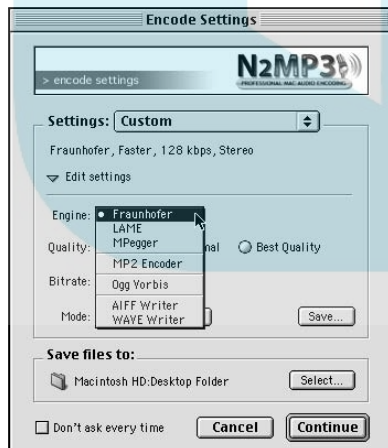 Encode Settings
N2MP3
> encode settings
PROFESSIONAL MAC AUDIO ENCODING
Settings: Custom
Fraunhofer, Faster, 128 kbps, Stereo
Edit settings
Engine: Fraunhofer
LAME
MPegger
Quality: nal Best Quality
MP2 Encoder
Bitrate: Ogg Vorbis
AIFF Writer
Mode: WAVE Writer Save...
Save files to:
Macintosh HD:Desktop Folder Select...
Don't ask every time Cancel Continue